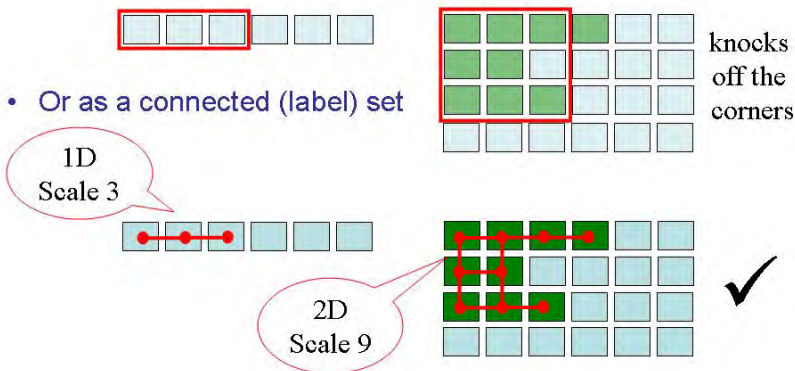 knocks
off the
corners
• Or as a connected (label) set
1D
Scale 3
2D
Scale 9